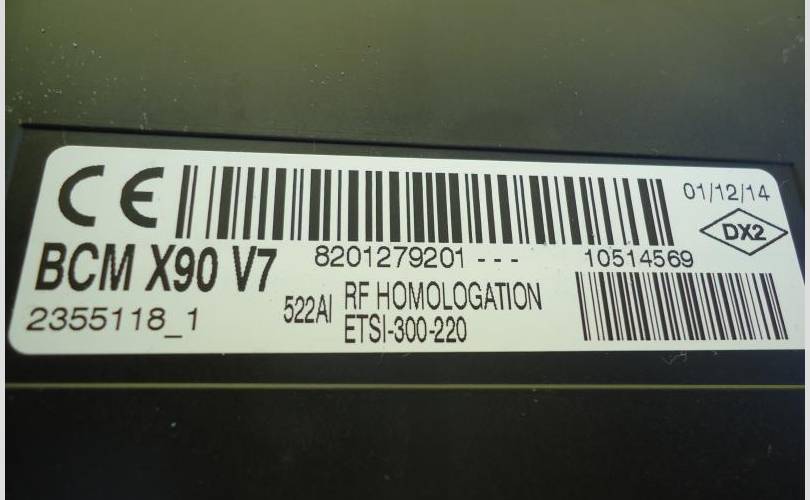 CE
01/12/14
DX2
8201279201 --- 10514569
BCM X90 V7
2355118_1
522AI
RF HOMOLOGATION
ETSI-300-220